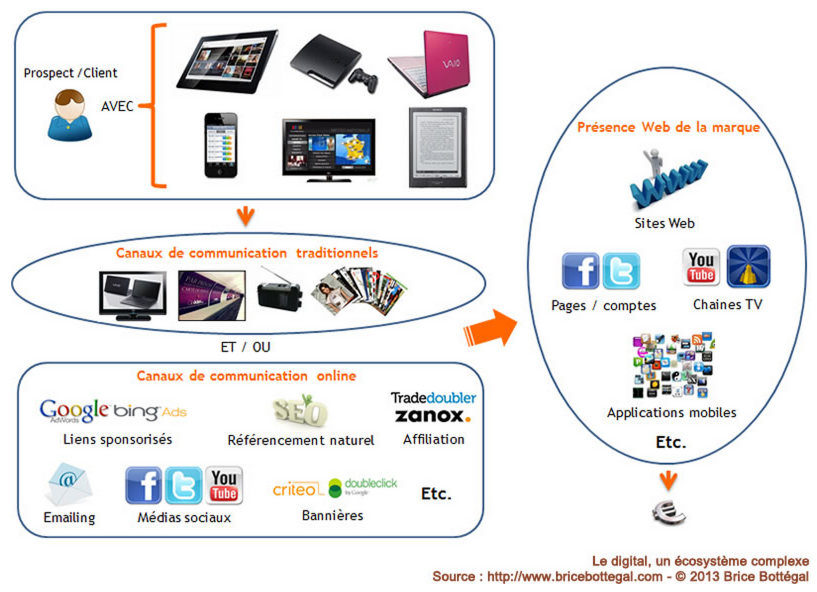 Prospect /Client
AVEC
VAIO
Canaux de communication traditionnels
VAIO
ET / OU
Canaux de communication online
Google AdWords
bing Ads
Liens sponsorisés
SEO
Référencement naturel
Tradedoubler
zanox.
Affiliation
@
Emailing
f
t
You Tube
Médias sociaux
criteo
doubleclick
by Google
Bannières
Etc.
Présence Web de la marque
www
Sites Web
f
t
Pages / comptes
You Tube
Chaines TV
Applications mobiles
Etc.
€
Le digital, un écosystème complexe
Source : http://www.bricebottegal.com - © 2013 Brice Bottégal